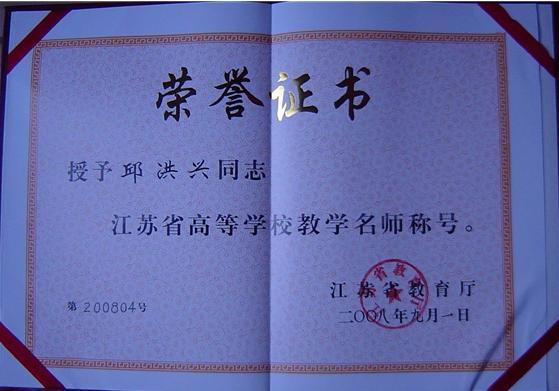 荣誉证书
授予邱洪兴同志
江苏省高等学校教学名师称号。
江苏省教育厅
第200804号
二〇〇八年九月一日